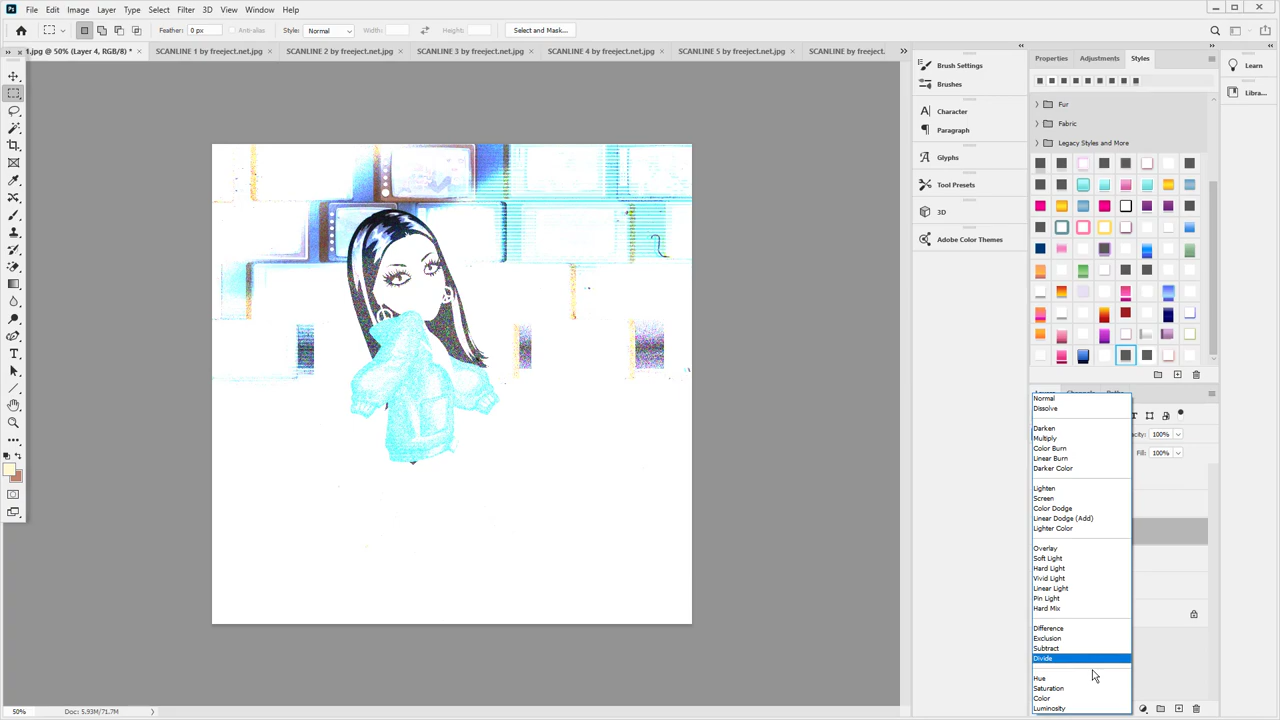 Ps File Edit Image Layer Type Select Filter 3D View Window Help
Feather: 0 px Anti-alias Style: Normal Width: Height: Select and Mask...
1.jpg @ 50% (Layer 4, RGB/8) * × SCANLINE 1 by freeject.net.jpg × SCANLINE 2 by freeject.net.jpg × SCANLINE 3 by freeject.net.jpg × SCANLINE 4 by freeject.net.jpg × SCANLINE 5 by freeject.net.jpg × SCANLINE by freeject.
Brush Settings
Brushes
Character
Paragraph
Glyphs
Tool Presets
3D
Adobe Color Themes
Properties Adjustments Styles
Fur
Fabric
Legacy Styles and More
Learn
Libra...
Normal
Dissolve
Darken
Multiply
Color Burn
Linear Burn
Darker Color
Lighten
Screen
Color Dodge
Linear Dodge (Add)
Lighter Color
Overlay
Soft Light
Hard Light
Vivid Light
Linear Light
Pin Light
Hard Mix
Difference
Exclusion
Subtract
Divide
Hue
Saturation
Color
Luminosity
100%
Fill: 100%
50% Doc: 5.93M/71.7M